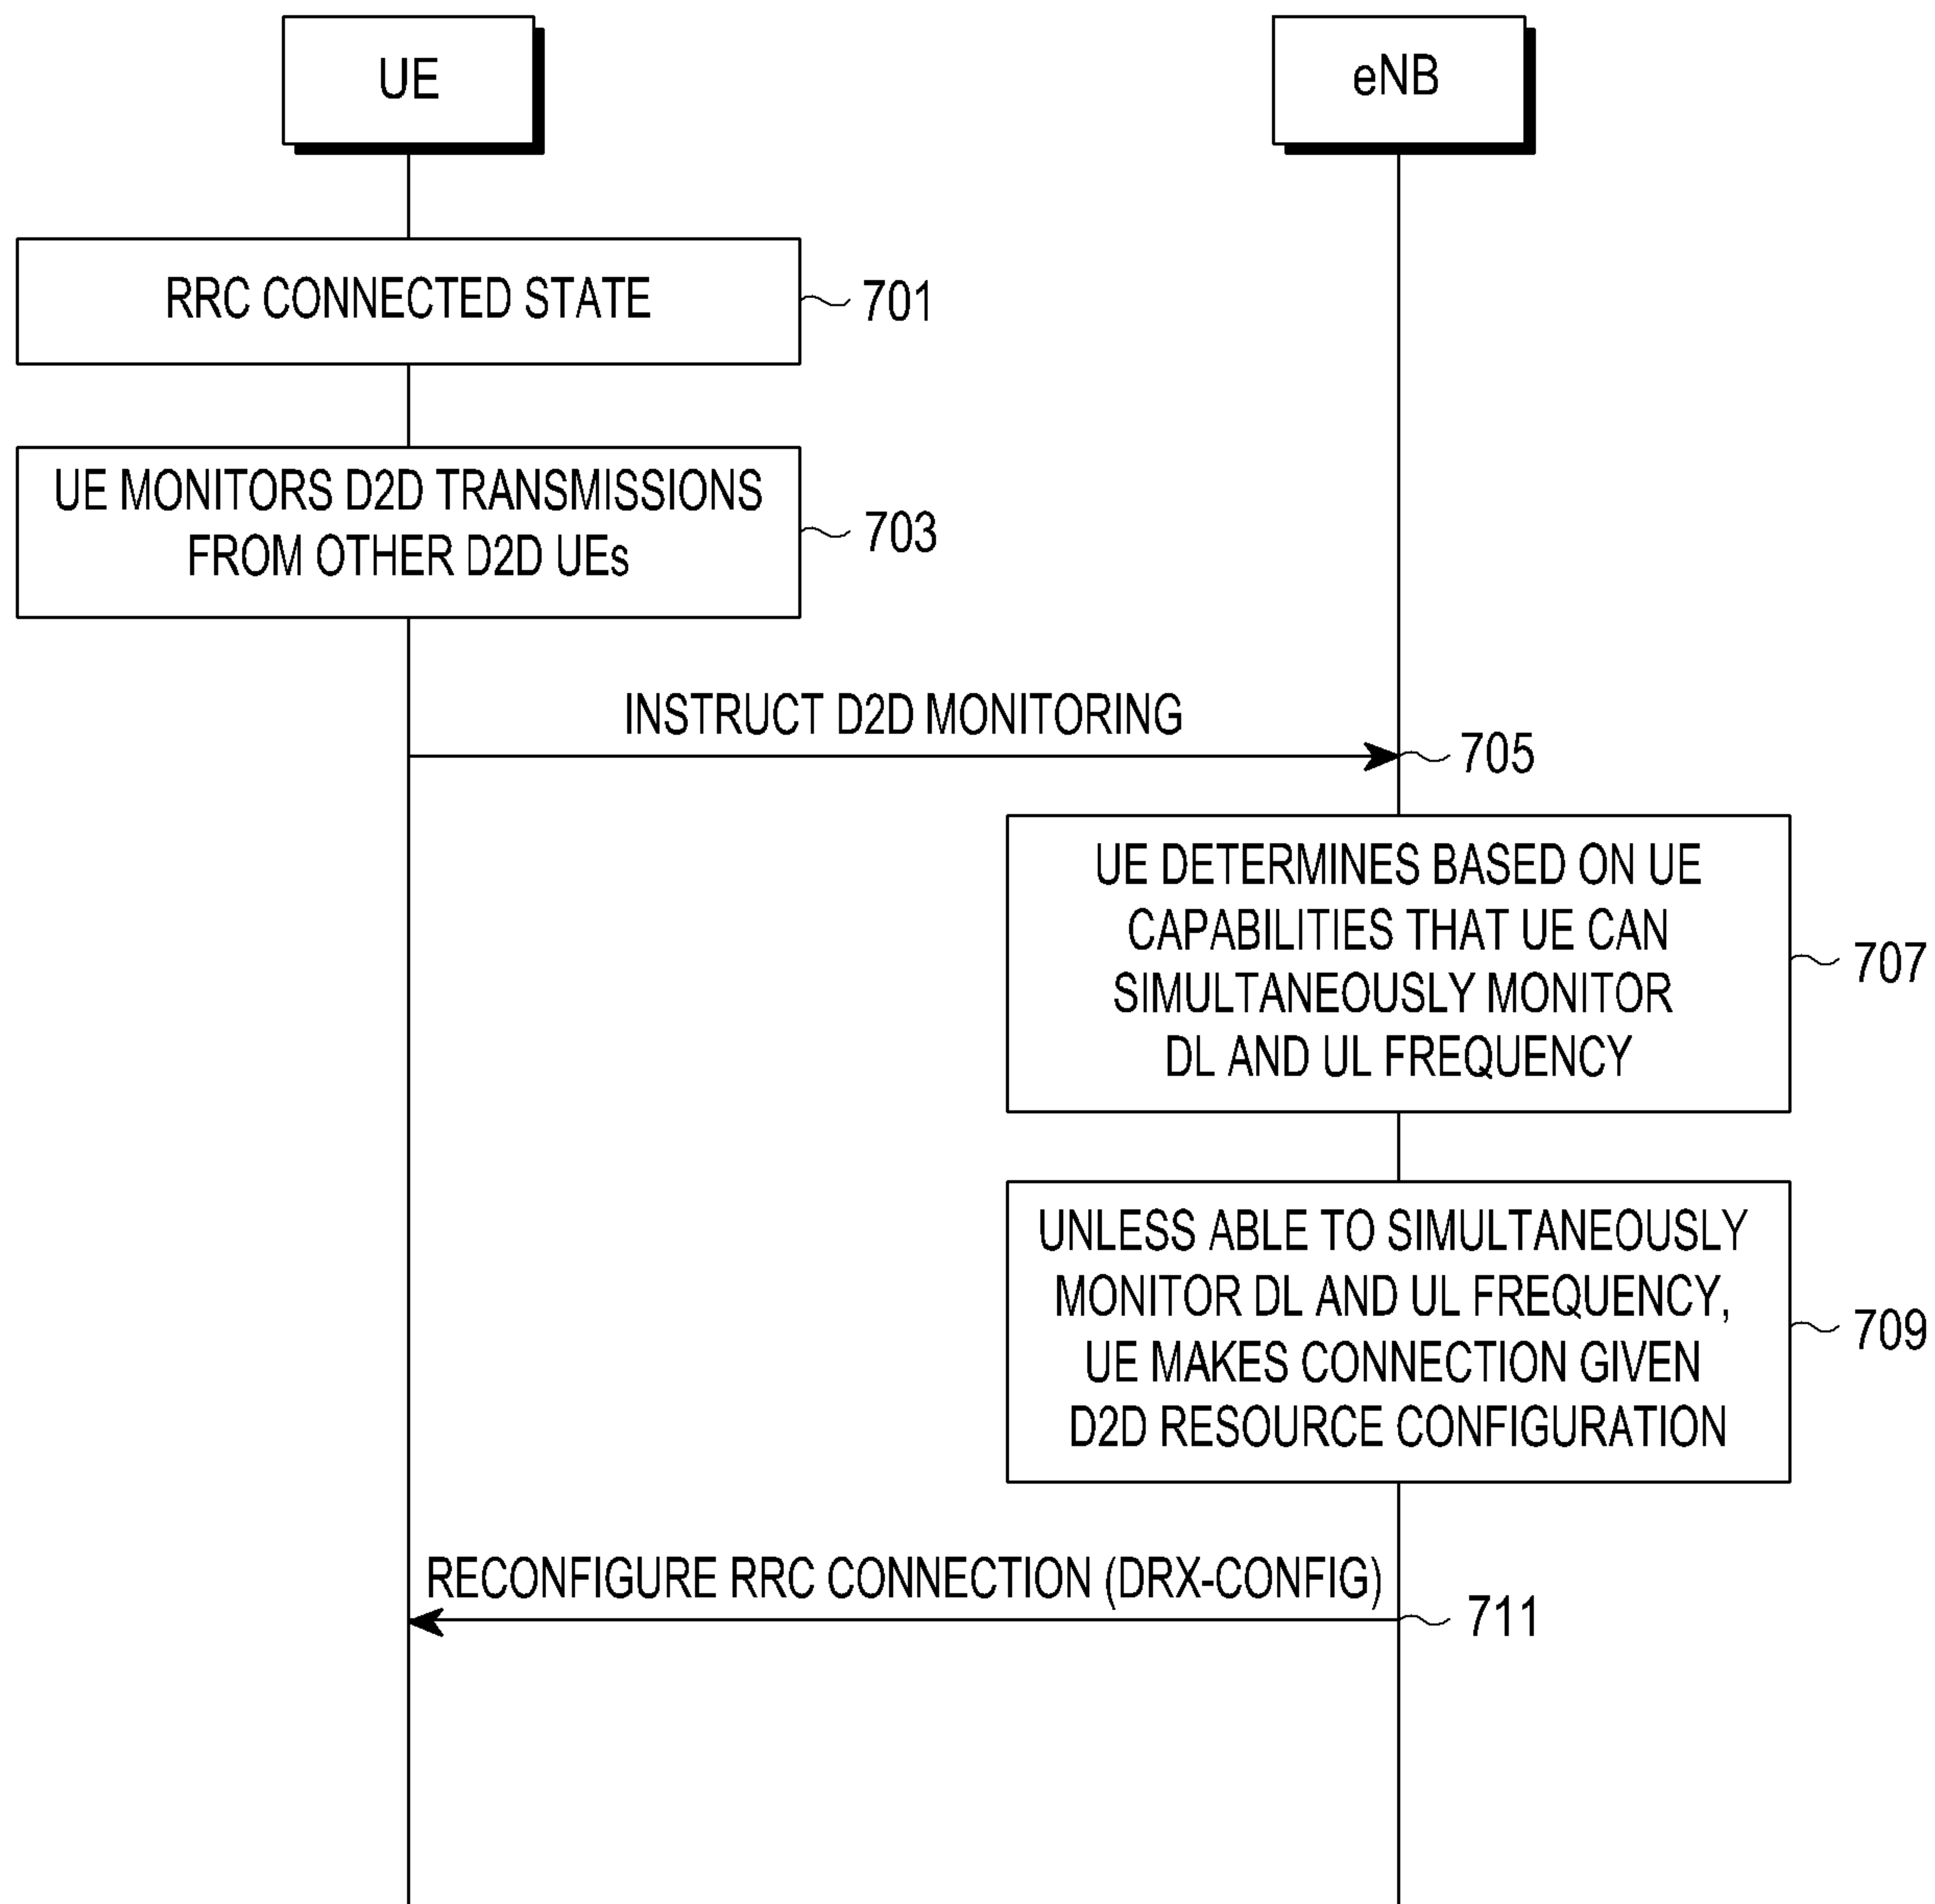 UE
eNB
RRC CONNECTED STATE
701
UE MONITORS D2D TRANSMISSIONS
FROM OTHER D2D UEs
703
INSTRUCT D2D MONITORING
705
UE DETERMINES BASED ON UE
CAPABILITIES THAT UE CAN
SIMULTANEOUSLY MONITOR
DL AND UL FREQUENCY
707
UNLESS ABLE TO SIMULTANEOUSLY
MONITOR DL AND UL FREQUENCY,
UE MAKES CONNECTION GIVEN
D2D RESOURCE CONFIGURATION
709
RECONFIGURE RRC CONNECTION (DRX-CONFIG)
711